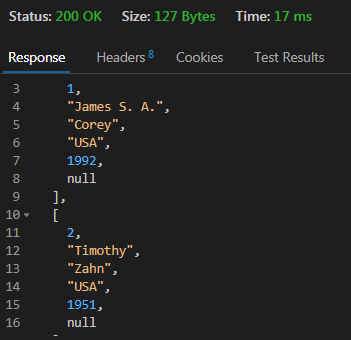 Status: 200 OK Size: 127 Bytes Time: 17 ms
Response Headers 8 Cookies Test Results
3 1,
4 "James S. A.",
5 "Corey",
6 "USA",
7 1992,
8 null
9 ],
10 [
11 2,
12 "Timothy",
13 "Zahn",
14 "USA",
15 1951,
16 null